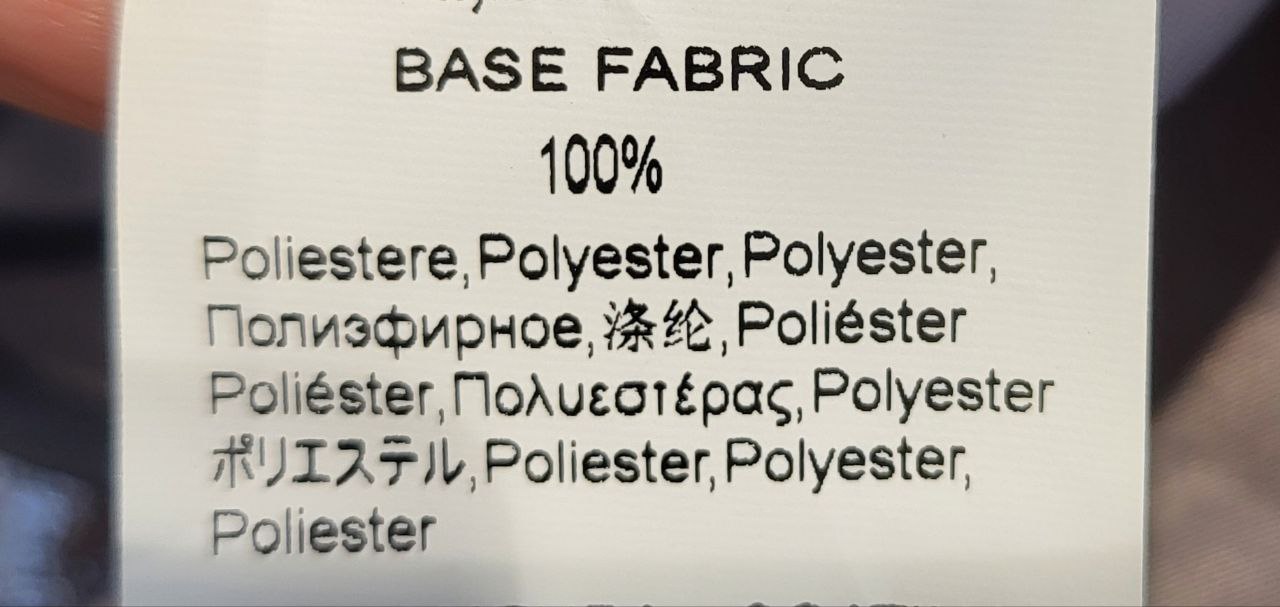 BASE FABRIC
100%
Poliestere, Polyester, Polyester,
Полиэфирное, 涤纶, Poliéster
Poliéster, Πολυεστέρας, Polyester
ポリエステル, Poliester, Polyester,
Poliester